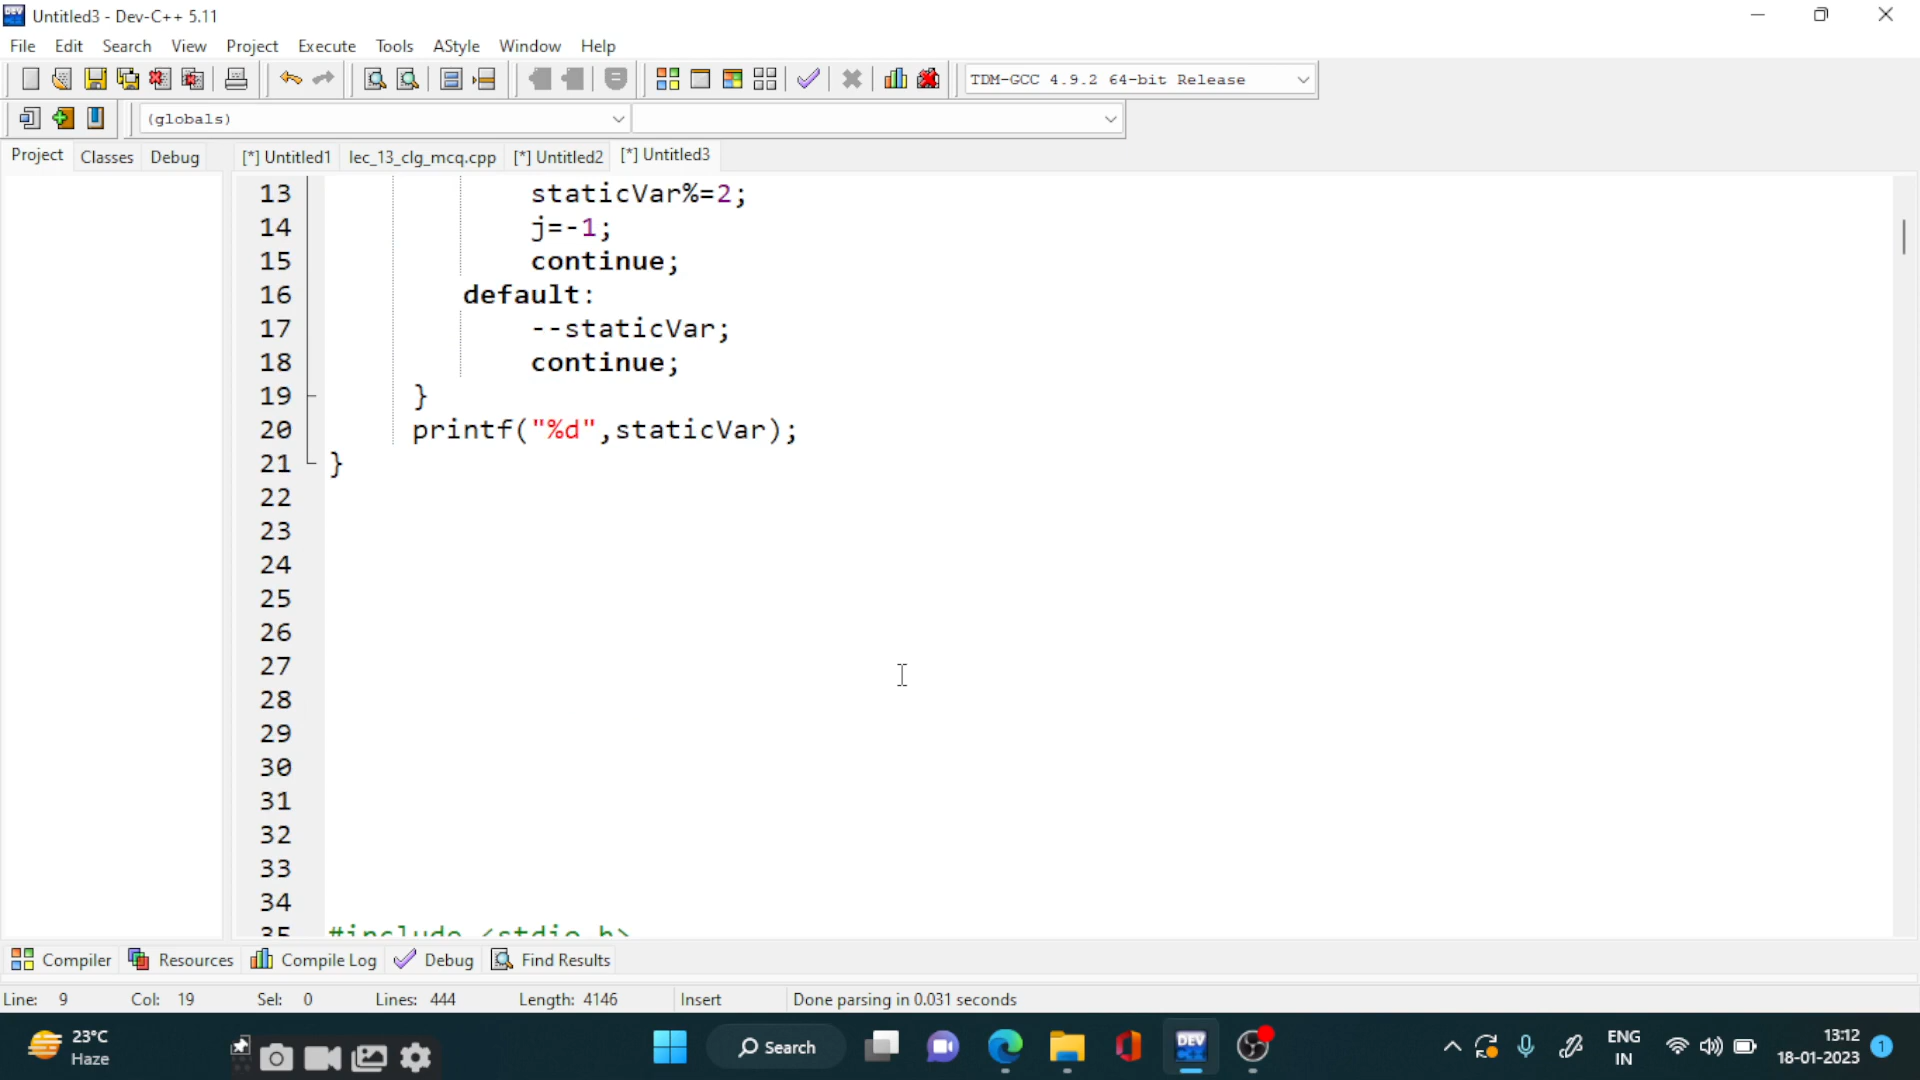 Untitled3 - Dev-C++ 5.11
File Edit Search View Project Execute Tools AStyle Window Help
TDM-GCC 4.9.2 64-bit Release
(globals)
Project Classes Debug [*] Untitled1 lec_13_clg_mcq.cpp [*] Untitled2 [*] Untitled3
13 staticVar%=2;
14 j=-1;
15 continue;
16 default:
17 --staticVar;
18 continue;
19 }
20 printf("%d",staticVar);
21 }
22
23
24
25
26
27
28
29
30
31
32
33
34
35 #include <stdio.h>
Compiler Resources Compile Log Debug Find Results
Line: 9 Col: 19 Sel: 0 Lines: 444 Length: 4146 Insert Done parsing in 0.031 seconds
23°C
Haze
Search
DEV
C++
ENG
IN
13:12
18-01-2023
1